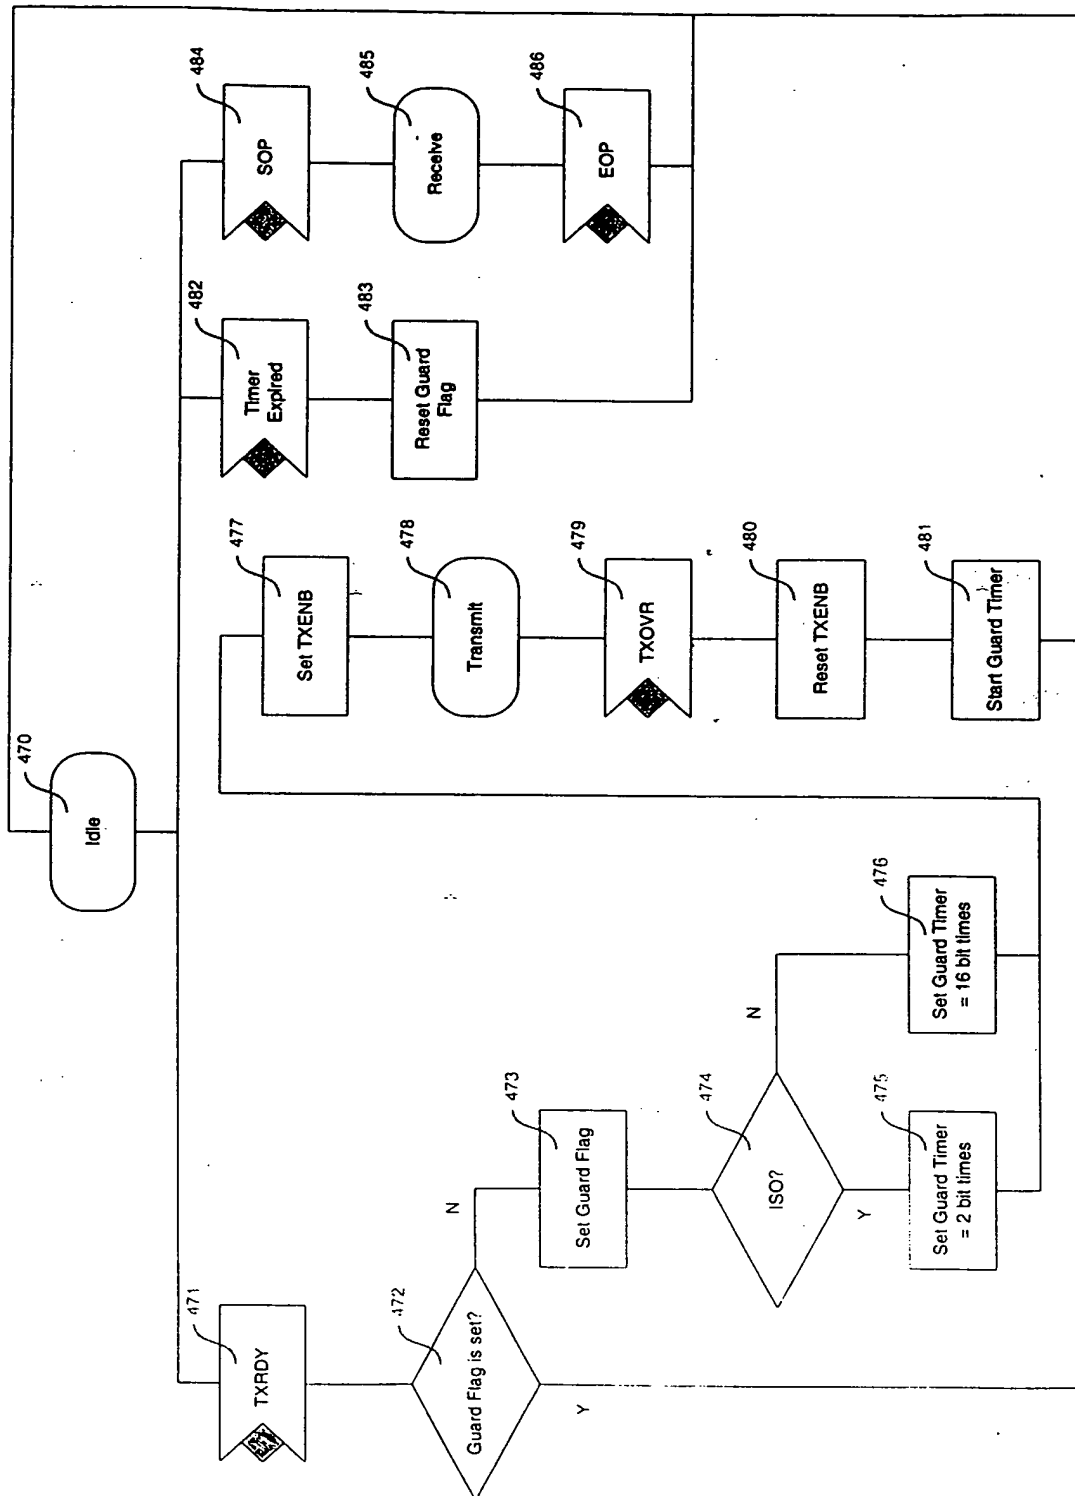 470
Idle
471
TXRDY
472
Guard Flag is set?
N
Y
473
Set Guard Flag
474
ISO?
N
Y
475
Set Guard Timer
= 2 bit times
476
Set Guard Timer
= 16 bit times
477
Set TXENB
478
Transmit
479
TXOVR
480
Reset TXENB
481
Start Guard Timer
482
Timer
Expired
483
Reset Guard
Flag
484
SOP
485
Receive
486
EOP